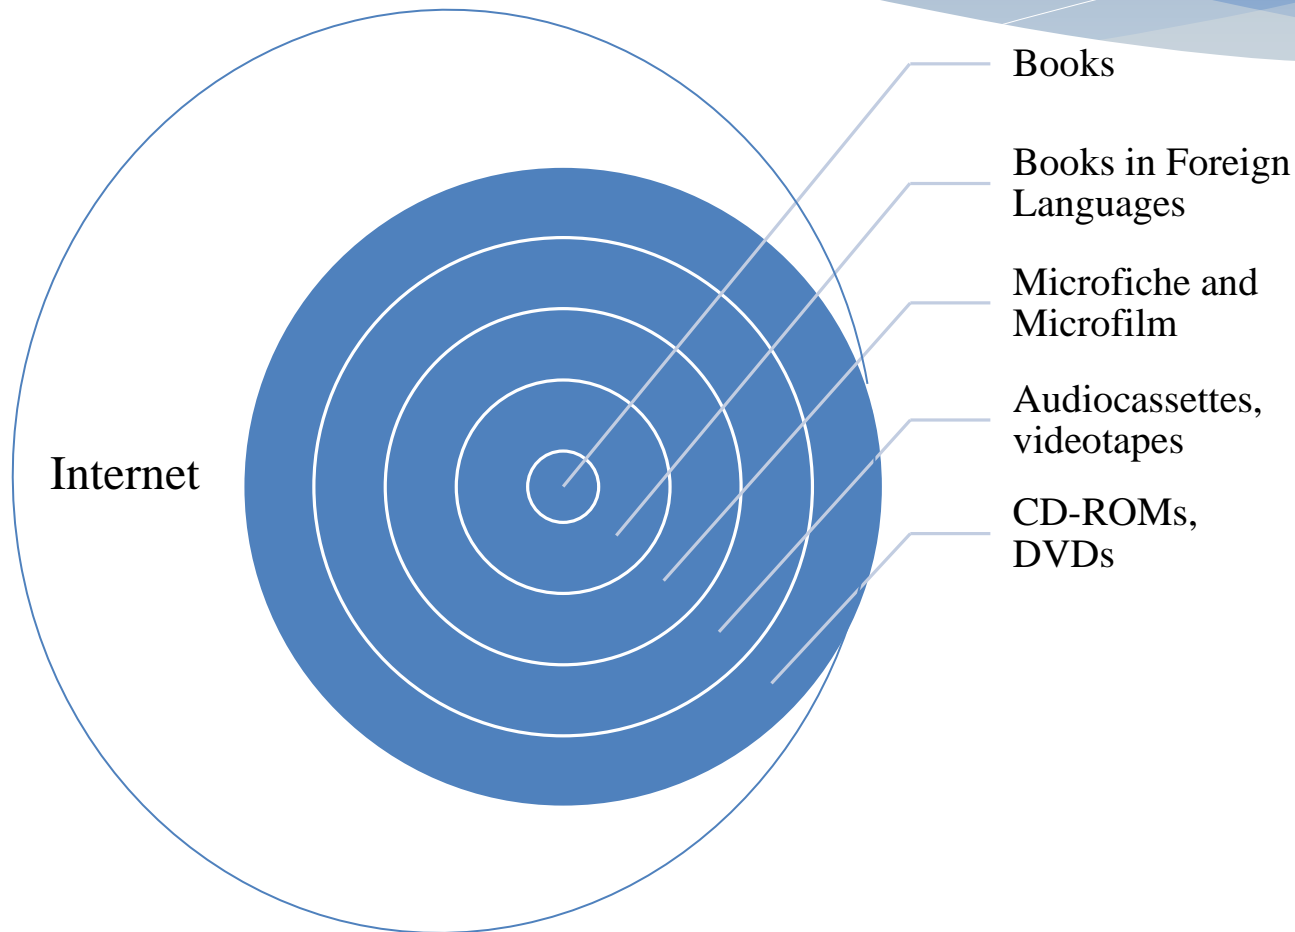 Books
Books in Foreign
Languages
Microfiche and
Microfilm
Audiocassettes,
videotapes
Internet
CD-ROMs,
DVDs